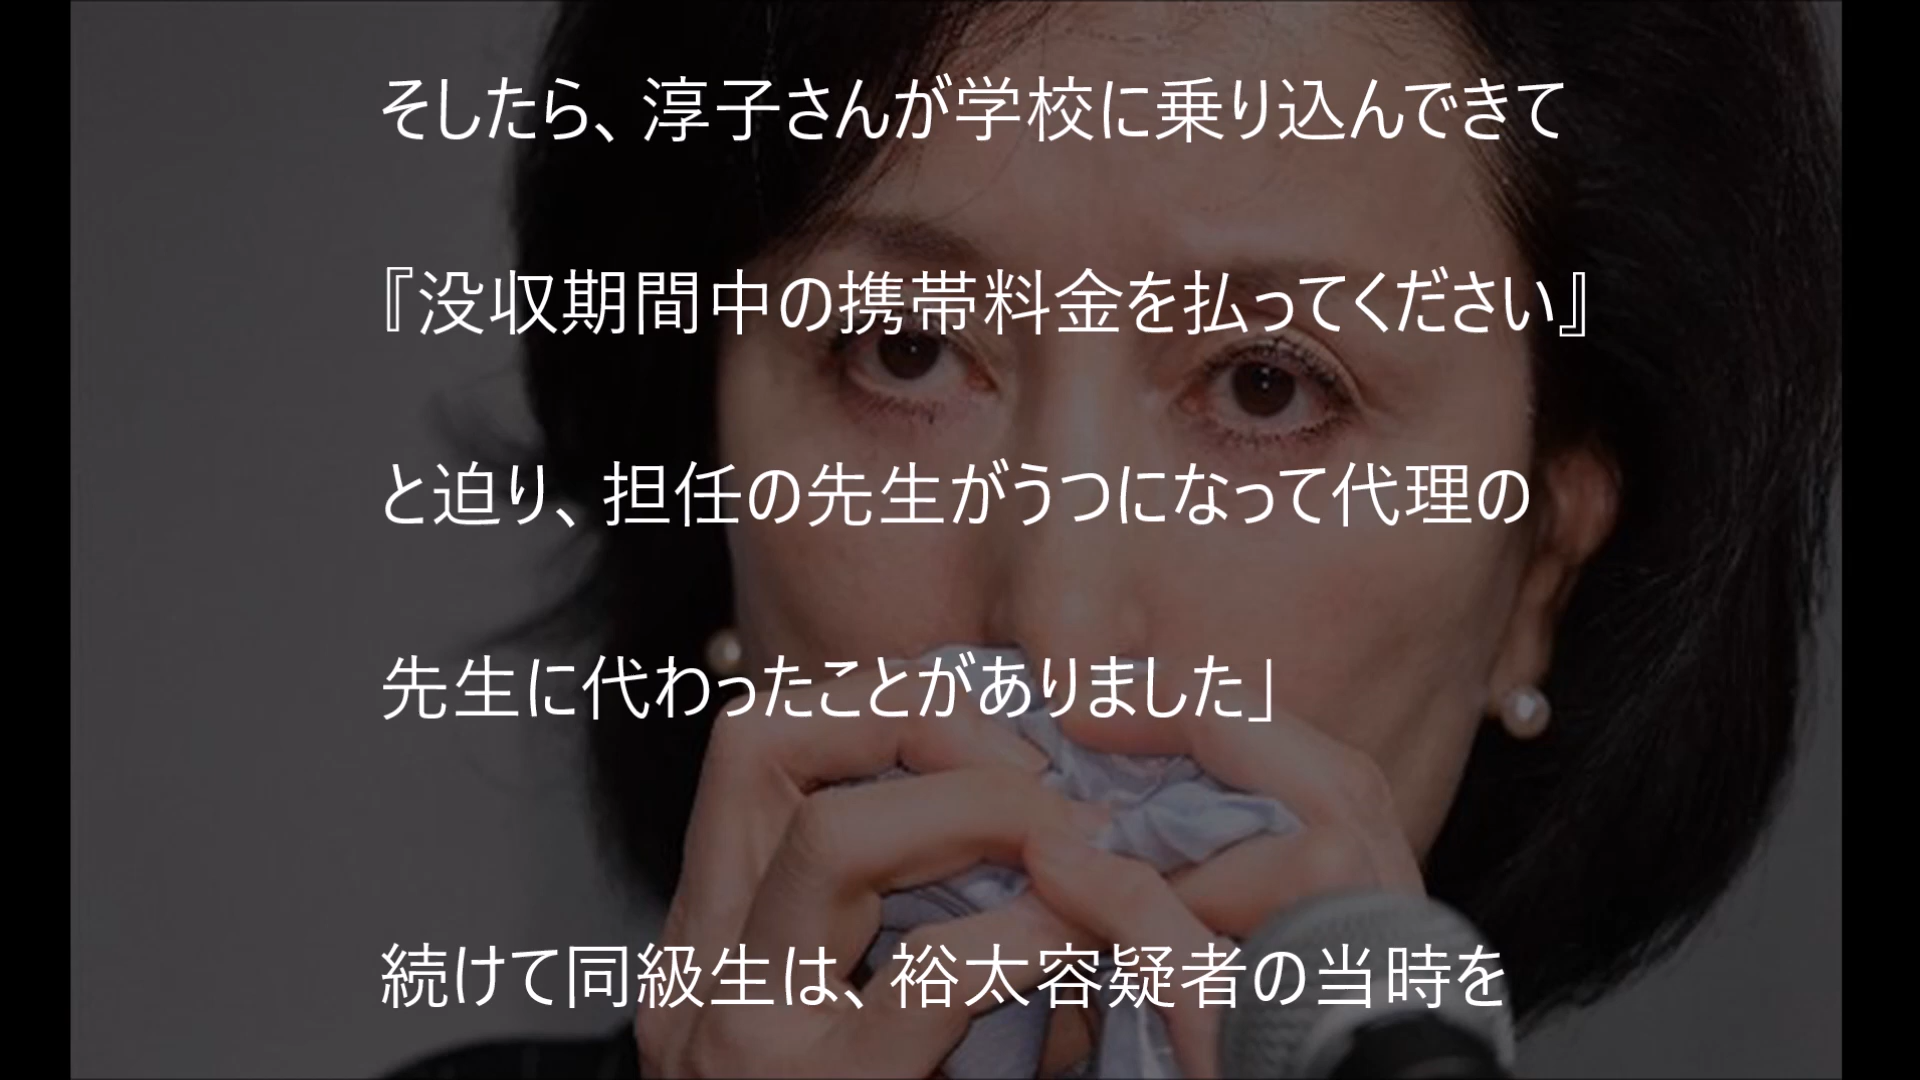 そしたら、淳子さんが学校に乗り込んできて
『没収期間中の携帯料金を払ってください』
と迫り、担任の先生がうつになって代理の
先生に代わったことがありました」
続けて同級生は、裕太容疑者の当時を